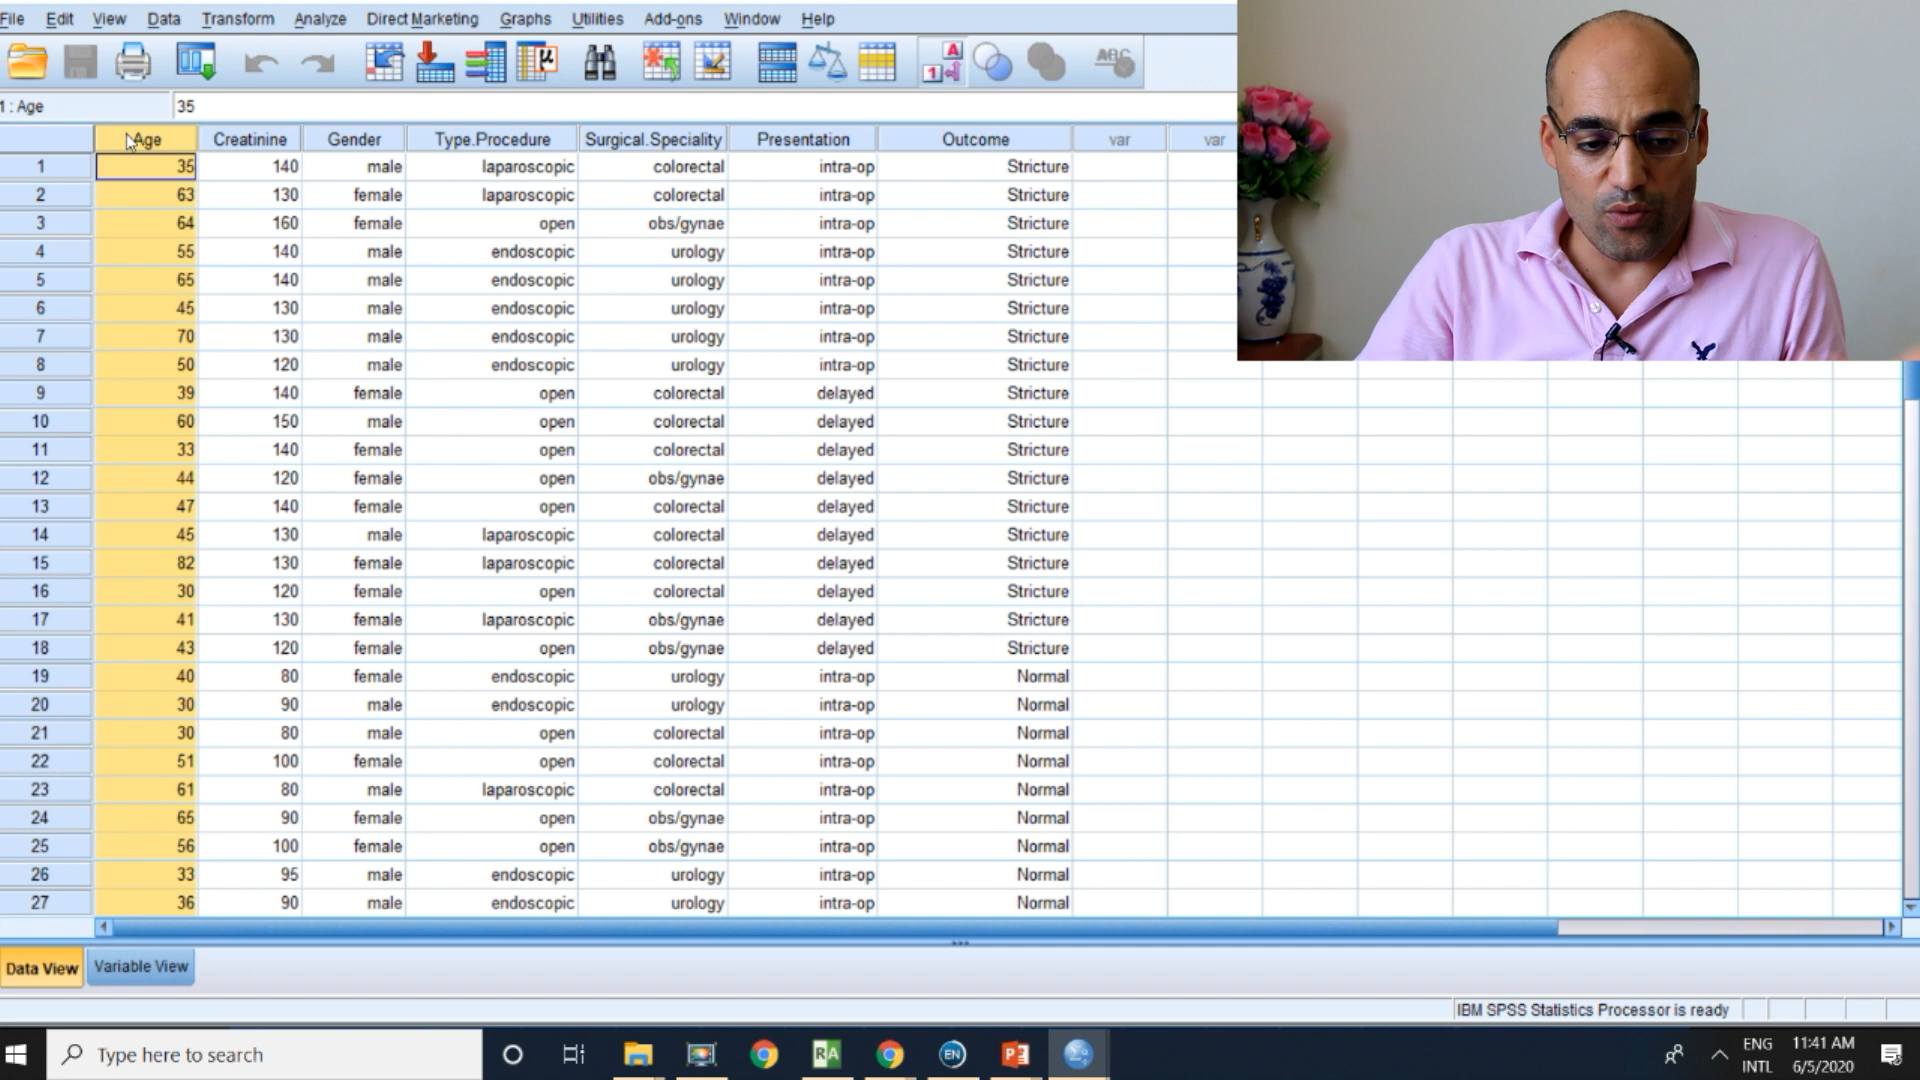 File Edit View Data Transform Analyze Direct Marketing Graphs Utilities Add-ons Window Help
A
1
μ
ABC
1 : Age 35
Age Creatinine Gender Type.Procedure Surgical.Speciality Presentation Outcome var var
1 35 140 male laparoscopic colorectal intra-op Stricture
2 63 130 female laparoscopic colorectal intra-op Stricture
3 64 160 female open obs/gynae intra-op Stricture
4 55 140 male endoscopic urology intra-op Stricture
5 65 140 male endoscopic urology intra-op Stricture
6 45 130 male endoscopic urology intra-op Stricture
7 70 130 male endoscopic urology intra-op Stricture
8 50 120 male endoscopic urology intra-op Stricture
9 39 140 female open colorectal delayed Stricture
10 60 150 male open colorectal delayed Stricture
11 33 140 female open colorectal delayed Stricture
12 44 120 female open obs/gynae delayed Stricture
13 47 140 female open colorectal delayed Stricture
14 45 130 male laparoscopic colorectal delayed Stricture
15 82 130 female laparoscopic colorectal delayed Stricture
16 30 120 female open colorectal delayed Stricture
17 41 130 female laparoscopic obs/gynae delayed Stricture
18 43 120 female open obs/gynae delayed Stricture
19 40 80 female endoscopic urology intra-op Normal
20 30 90 male endoscopic urology intra-op Normal
21 30 80 male open colorectal intra-op Normal
22 51 100 female open colorectal intra-op Normal
23 61 80 male laparoscopic colorectal intra-op Normal
24 65 90 female open obs/gynae intra-op Normal
25 56 100 female open obs/gynae intra-op Normal
26 33 95 male endoscopic urology intra-op Normal
27 36 90 male endoscopic urology intra-op Normal
Data View Variable View
IBM SPSS Statistics Processor is ready
Type here to search RA EN P ENG 11:41 AM
INTL 6/5/2020